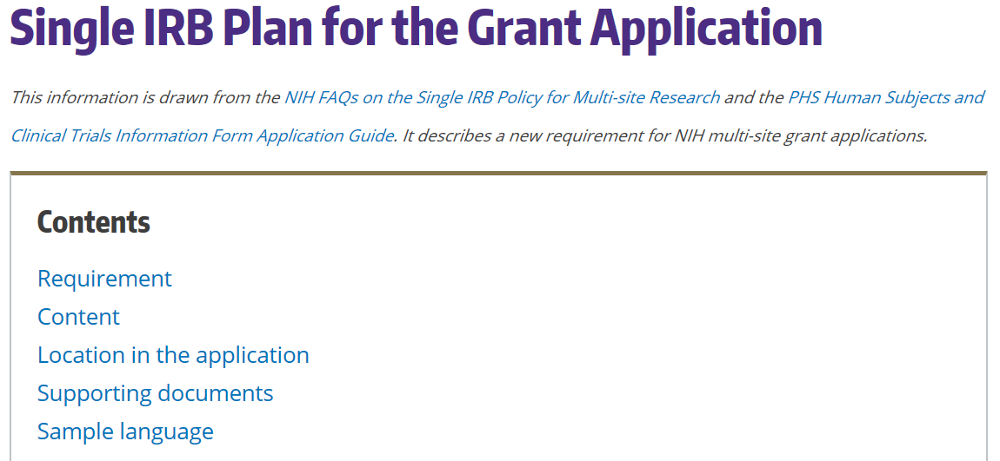 Single IRB Plan for the Grant Application
This information is drawn from the NIH FAQs on the Single IRB Policy for Multi-site Research and the PHS Human Subjects and
Clinical Trials Information Form Application Guide. It describes a new requirement for NIH multi-site grant applications.
Contents
Requirement
Content
Location in the application
Supporting documents
Sample language